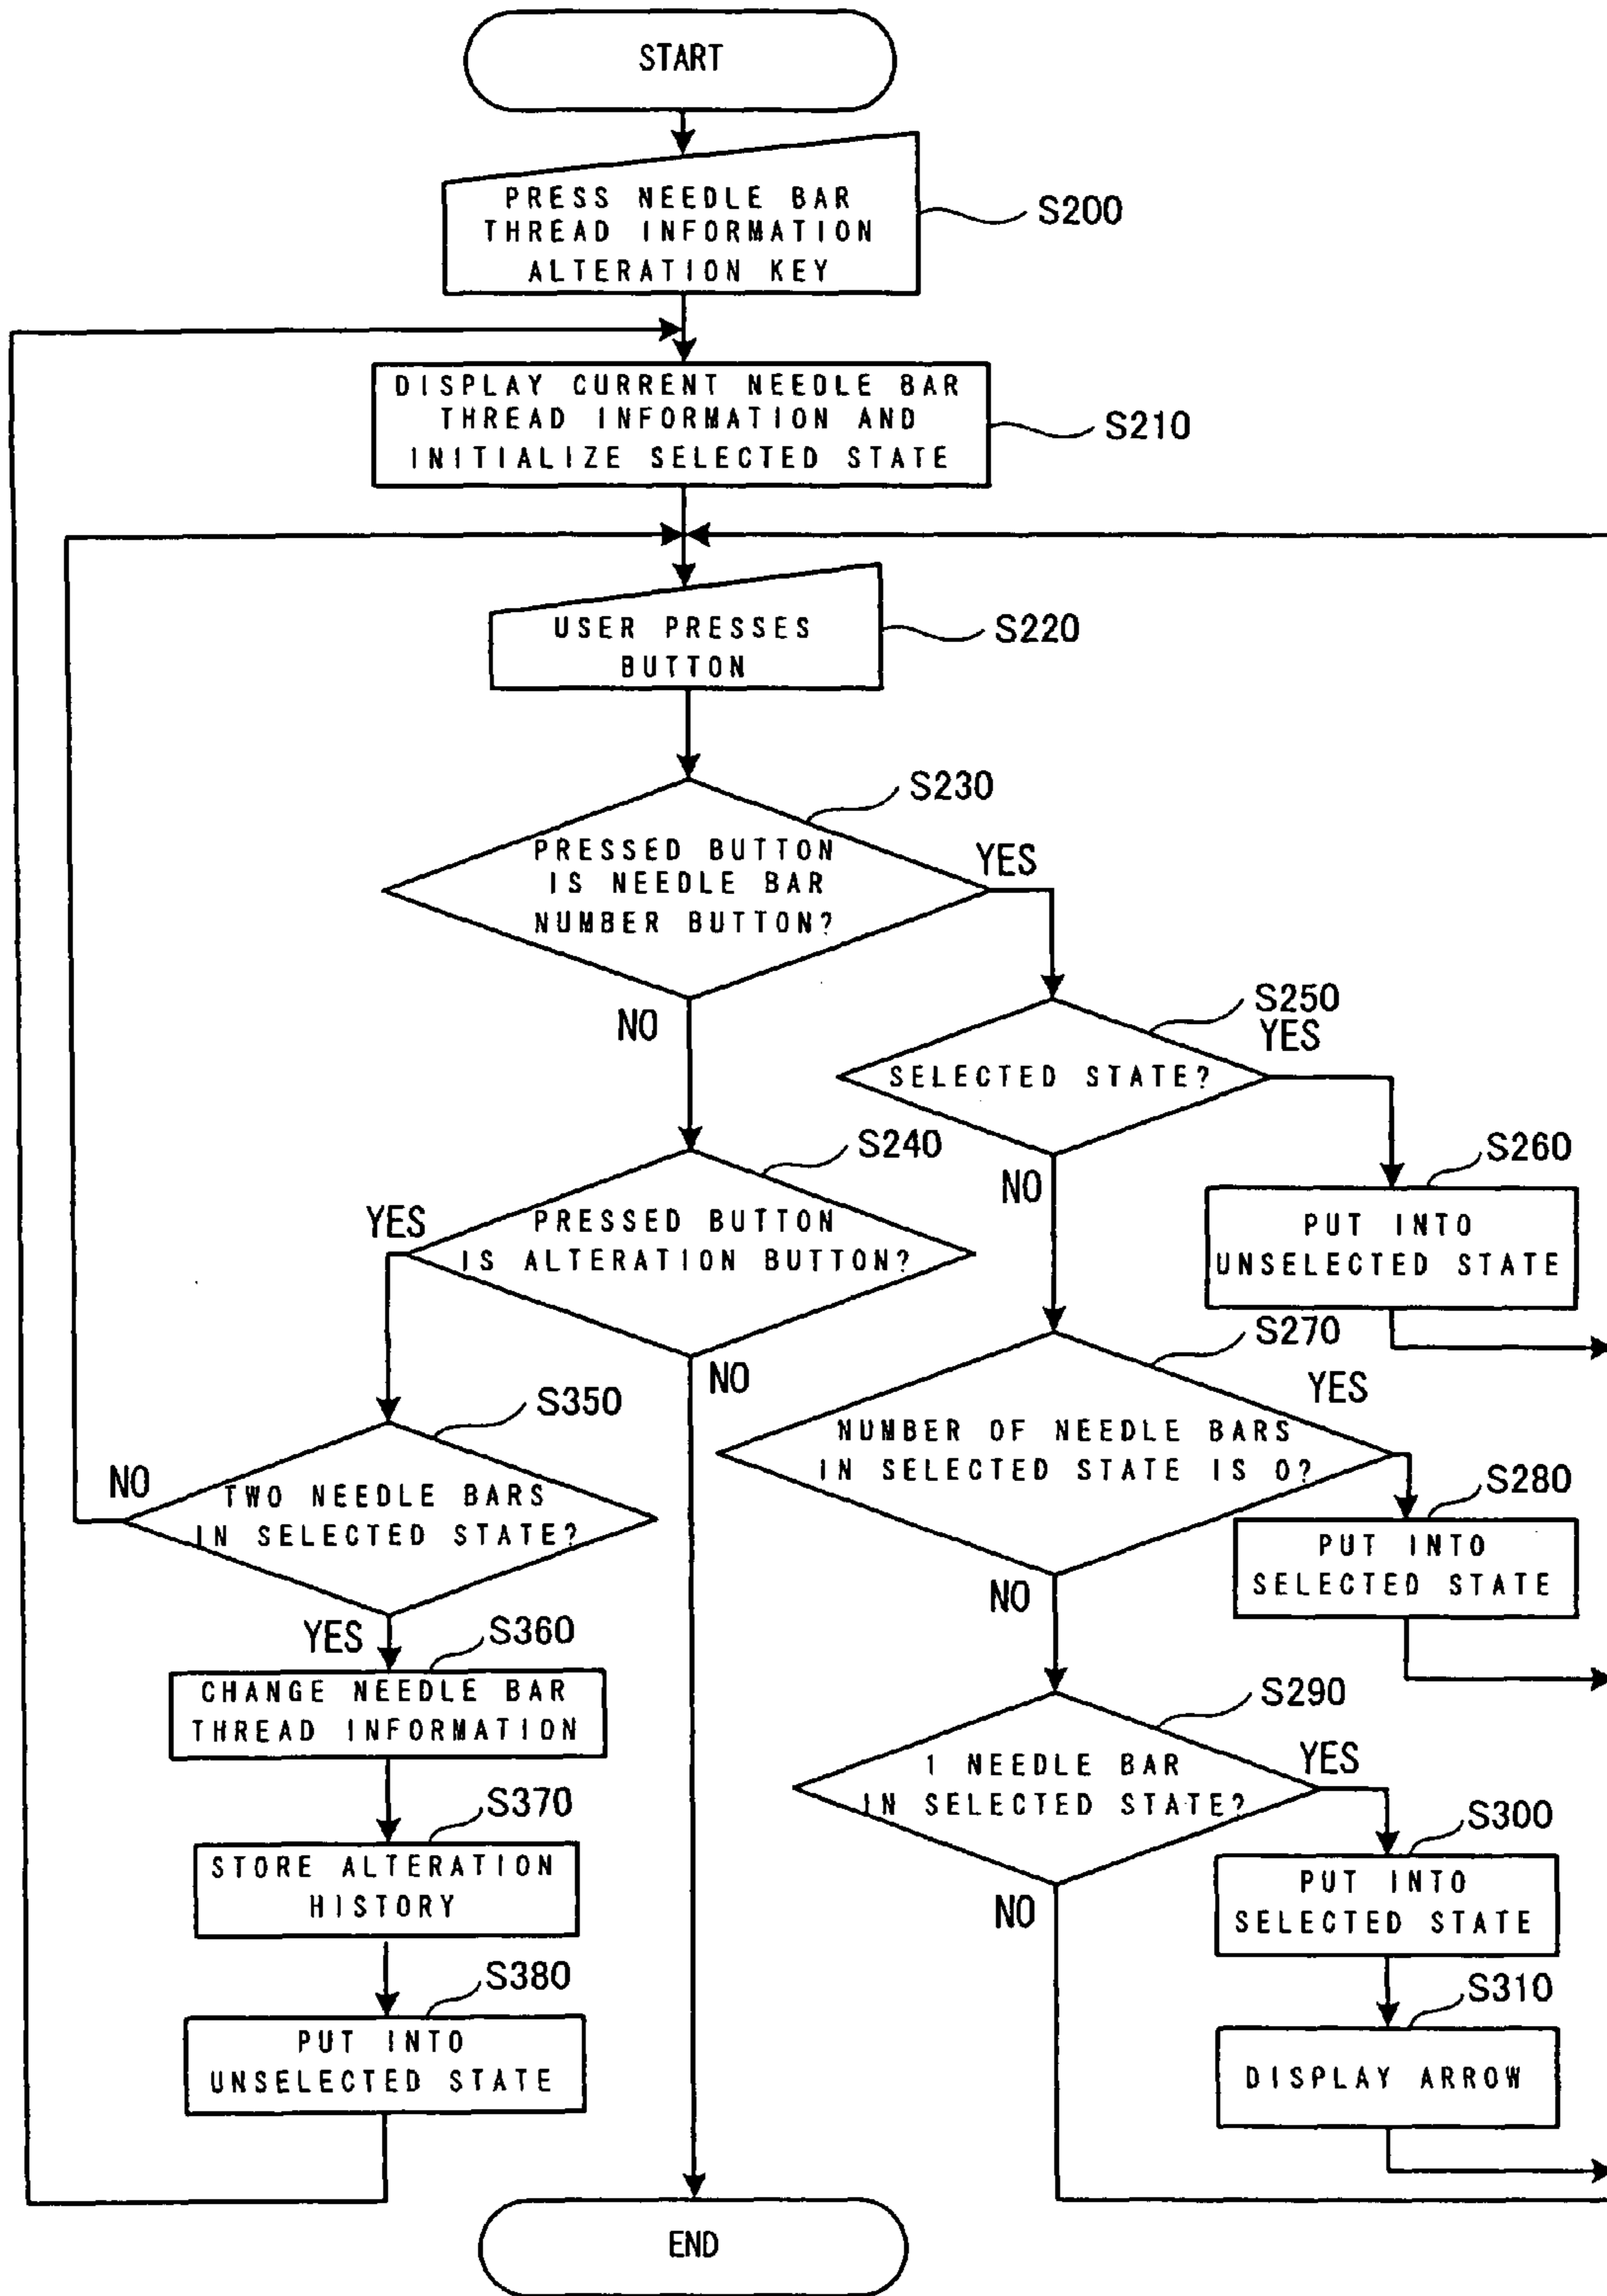 START
PRESS NEEDLE BAR
THREAD INFORMATION
ALTERATION KEY
S200
DISPLAY CURRENT NEEDLE BAR
THREAD INFORMATION AND
INITIALIZE SELECTED STATE
S210
USER PRESSES
BUTTON
S220
S230
PRESSED BUTTON
IS NEEDLE BAR
NUMBER BUTTON?
YES
NO
S250
YES
SELECTED STATE?
NO
S260
PUT INTO
UNSELECTED STATE
S240
YES
PRESSED BUTTON
IS ALTERATION BUTTON?
NO
S270
YES
NUMBER OF NEEDLE BARS
IN SELECTED STATE IS 0?
NO
S280
PUT INTO
SELECTED STATE
S350
NO
TWO NEEDLE BARS
IN SELECTED STATE?
YES
S360
CHANGE NEEDLE BAR
THREAD INFORMATION
S290
1 NEEDLE BAR
IN SELECTED STATE?
YES
NO
S370
STORE ALTERATION
HISTORY
S300
PUT INTO
SELECTED STATE
S380
PUT INTO
UNSELECTED STATE
S310
DISPLAY ARROW
END